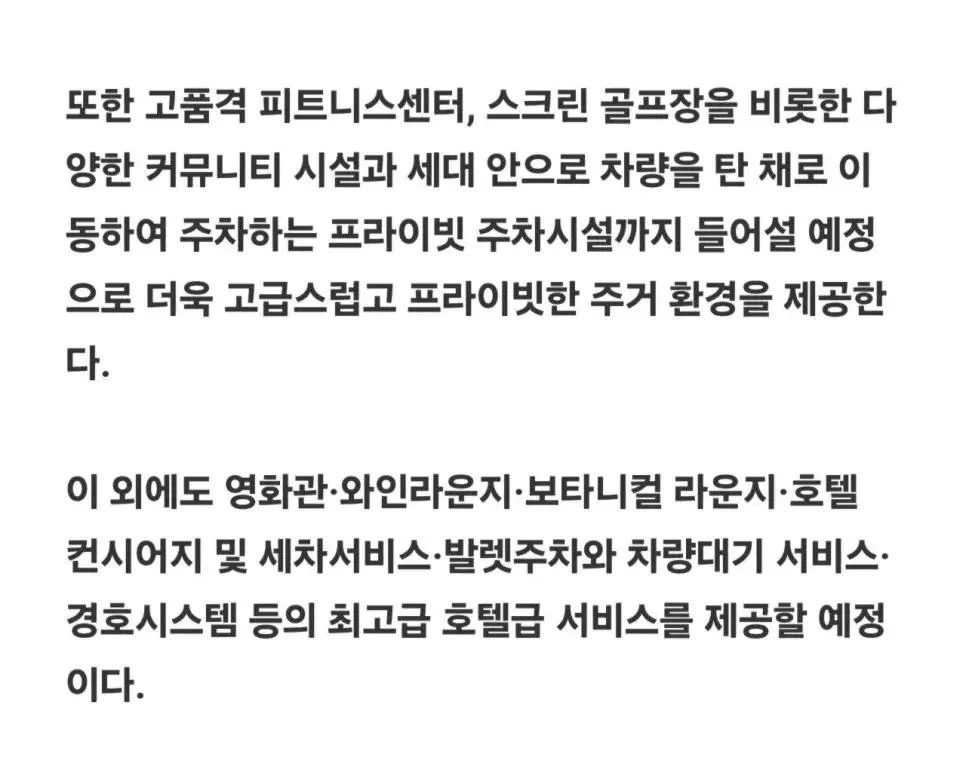 또한 고품격 피트니스센터, 스크린 골프장을 비롯한 다
양한 커뮤니티 시설과 세대 안으로 차량을 탄 채로 이
동하여 주차하는 프라이빗 주차시설까지 들어설 예정
으로 더욱 고급스럽고 프라이빗한 주거 환경을 제공한
다.
이 외에도 영화관·와인라운지·보타니컬 라운지·호텔
컨시어지 및 세차서비스·발렛주차와 차량대기 서비스·
경호시스템 등의 최고급 호텔급 서비스를 제공할 예정
이다.